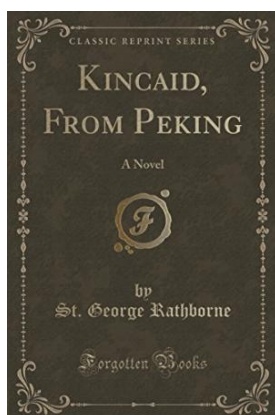 CLASSIC REPRINT SERIES
KINCAID,
FROM PEKING
A Novel
F
by
St. George Rathborne
Forgotten Books